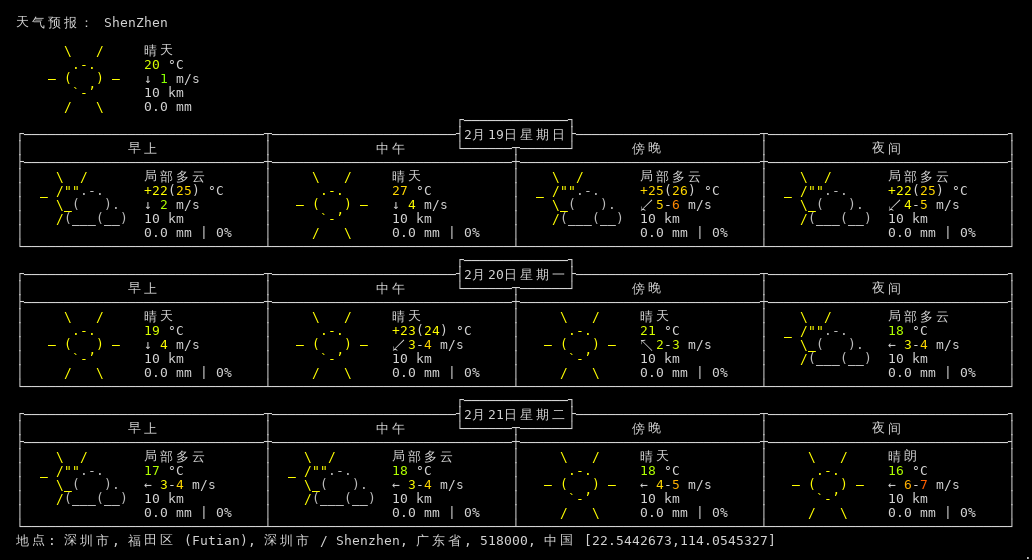 天气预报: ShenZhen
晴天
20 °C
↓ 1 m/s
10 km
0.0 mm
2月19日星期日
早上 中午 傍晚 夜间
局部多云 晴天 局部多云 局部多云
+22(25) °C 27 °C +25(26) °C +22(25) °C
↓ 2 m/s ↓ 4 m/s ↙ 5-6 m/s ↙ 4-5 m/s
10 km 10 km 10 km 10 km
0.0 mm | 0% 0.0 mm | 0% 0.0 mm | 0% 0.0 mm | 0%
2月20日星期一
早上 中午 傍晚 夜间
晴天 晴天 晴天 局部多云
19 °C +23(24) °C 21 °C 18 °C
↓ 4 m/s ↙ 3-4 m/s ↖ 2-3 m/s ← 3-4 m/s
10 km 10 km 10 km 10 km
0.0 mm | 0% 0.0 mm | 0% 0.0 mm | 0% 0.0 mm | 0%
2月21日星期二
早上 中午 傍晚 夜间
局部多云 局部多云 晴天 晴朗
17 °C 18 °C 18 °C 16 °C
← 3-4 m/s ← 3-4 m/s ← 4-5 m/s ← 6-7 m/s
10 km 10 km 10 km 10 km
0.0 mm | 0% 0.0 mm | 0% 0.0 mm | 0% 0.0 mm | 0%
地点: 深圳市, 福田区 (Futian), 深圳市 / Shenzhen, 广东省, 518000, 中国 [22.5442673,114.0545327]